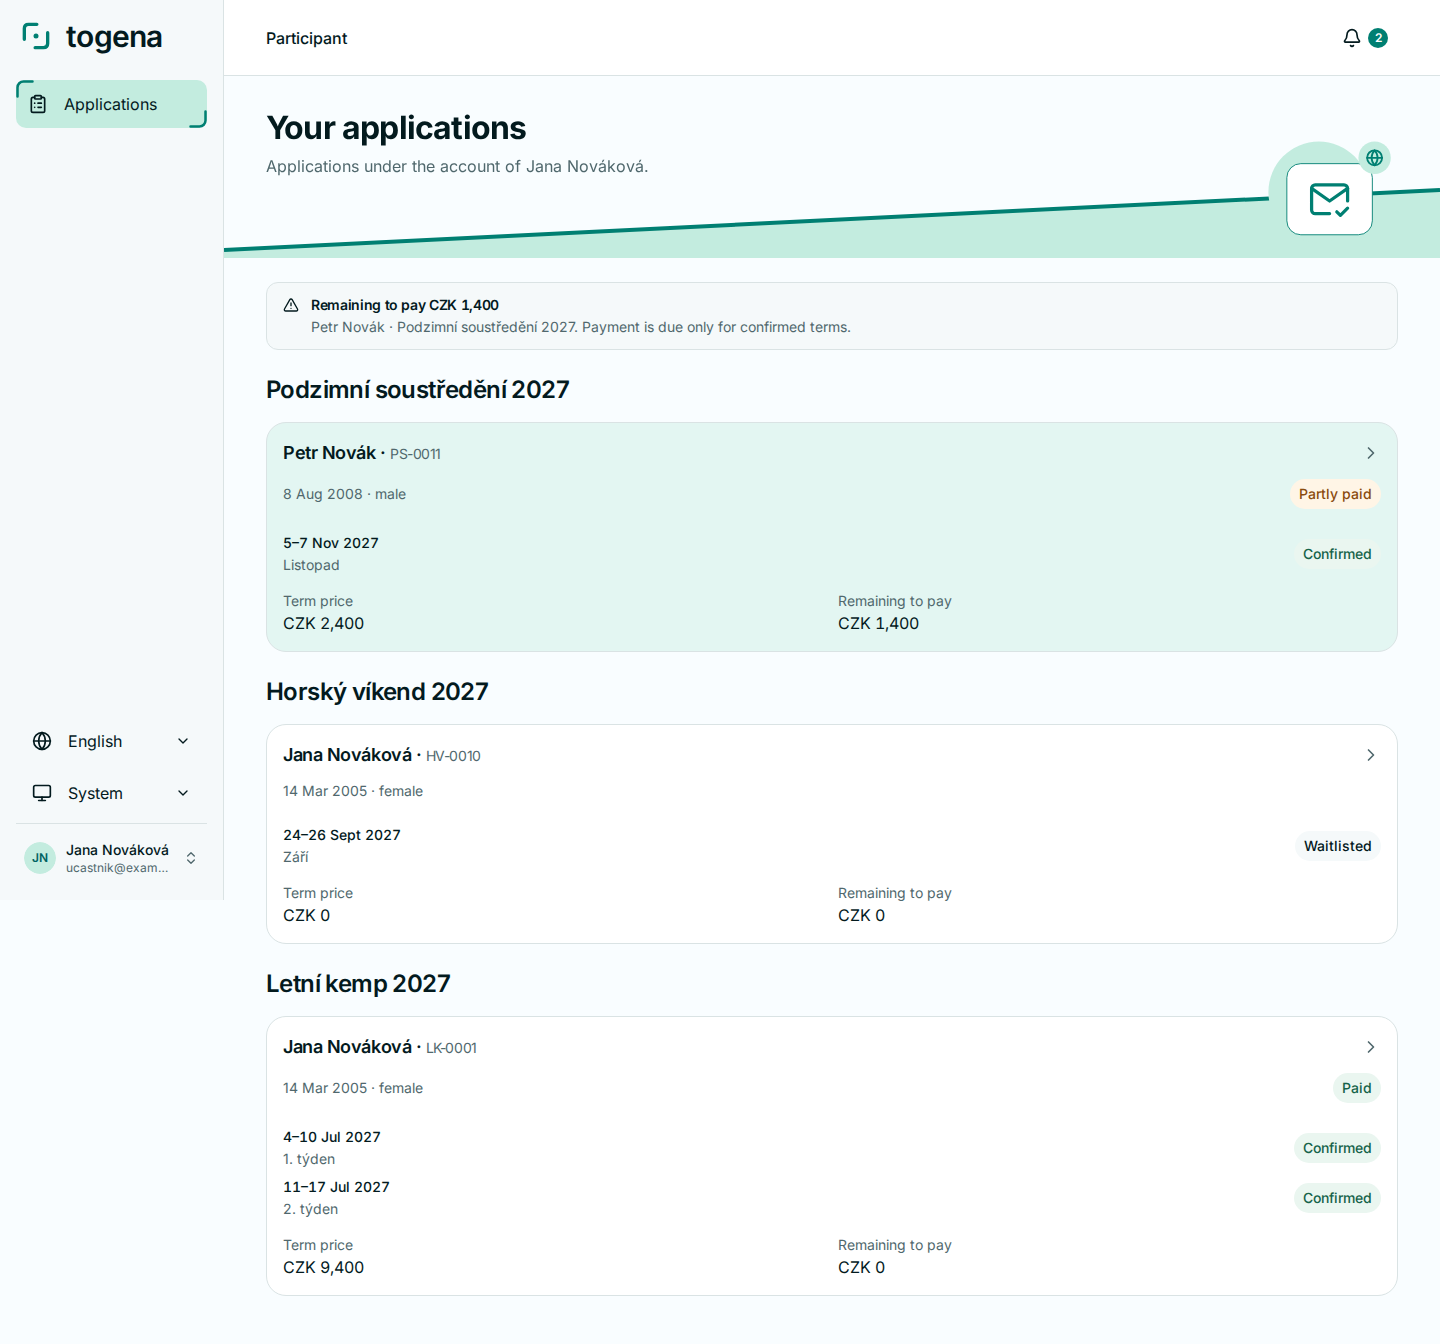 togena
Participant
2
Applications
Your applications
Applications under the account of Jana Nováková.
Remaining to pay CZK 1,400
Petr Novák · Podzimní soustředění 2027. Payment is due only for confirmed terms.
Podzimní soustředění 2027
Petr Novák · PS-0011
8 Aug 2008 · male
Partly paid
5–7 Nov 2027
Listopad
Confirmed
Term price
Remaining to pay
CZK 2,400
CZK 1,400
Horský víkend 2027
Jana Nováková · HV-0010
14 Mar 2005 · female
24–26 Sept 2027
Září
Waitlisted
Term price
Remaining to pay
CZK 0
CZK 0
Letní kemp 2027
Jana Nováková · LK-0001
14 Mar 2005 · female
Paid
4–10 Jul 2027
1. týden
Confirmed
11–17 Jul 2027
2. týden
Confirmed
Term price
Remaining to pay
CZK 9,400
CZK 0
English
System
JN
Jana Nováková
ucastnik@exam...